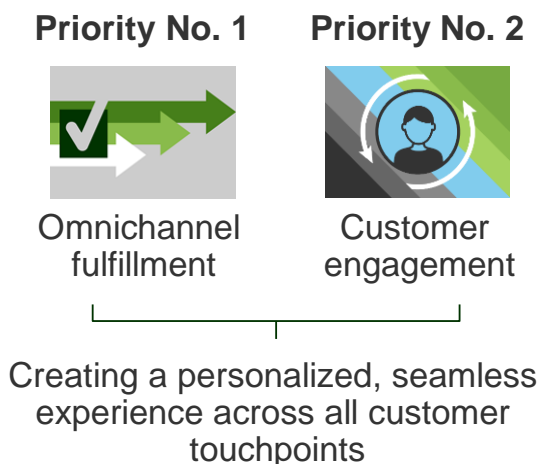 Priority No. 1
Priority No. 2
Omnichannel
fulfillment
Customer
engagement
Creating a personalized, seamless
experience across all customer
touchpoints